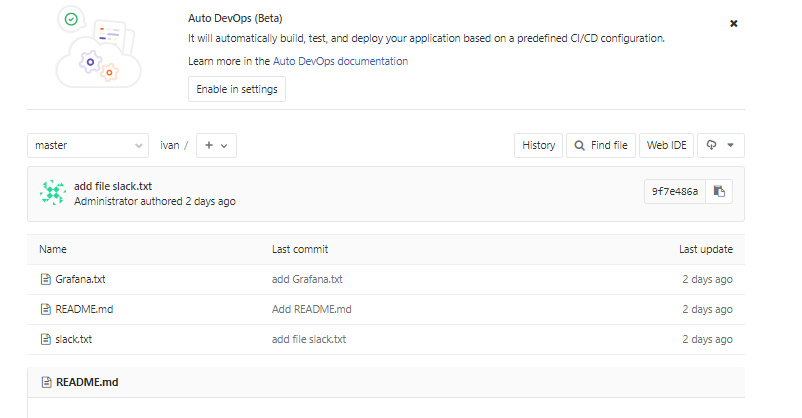 Auto DevOps (Beta)
It will automatically build, test, and deploy your application based on a predefined CI/CD configuration.
Learn more in the Auto DevOps documentation
Enable in settings
master ivan / + History Find file Web IDE
add file slack.txt
Administrator authored 2 days ago
9f7e486a
Name Last commit Last update
Grafana.txt add Grafana.txt 2 days ago
README.md Add README.md 2 days ago
slack.txt add file slack.txt 2 days ago
README.md